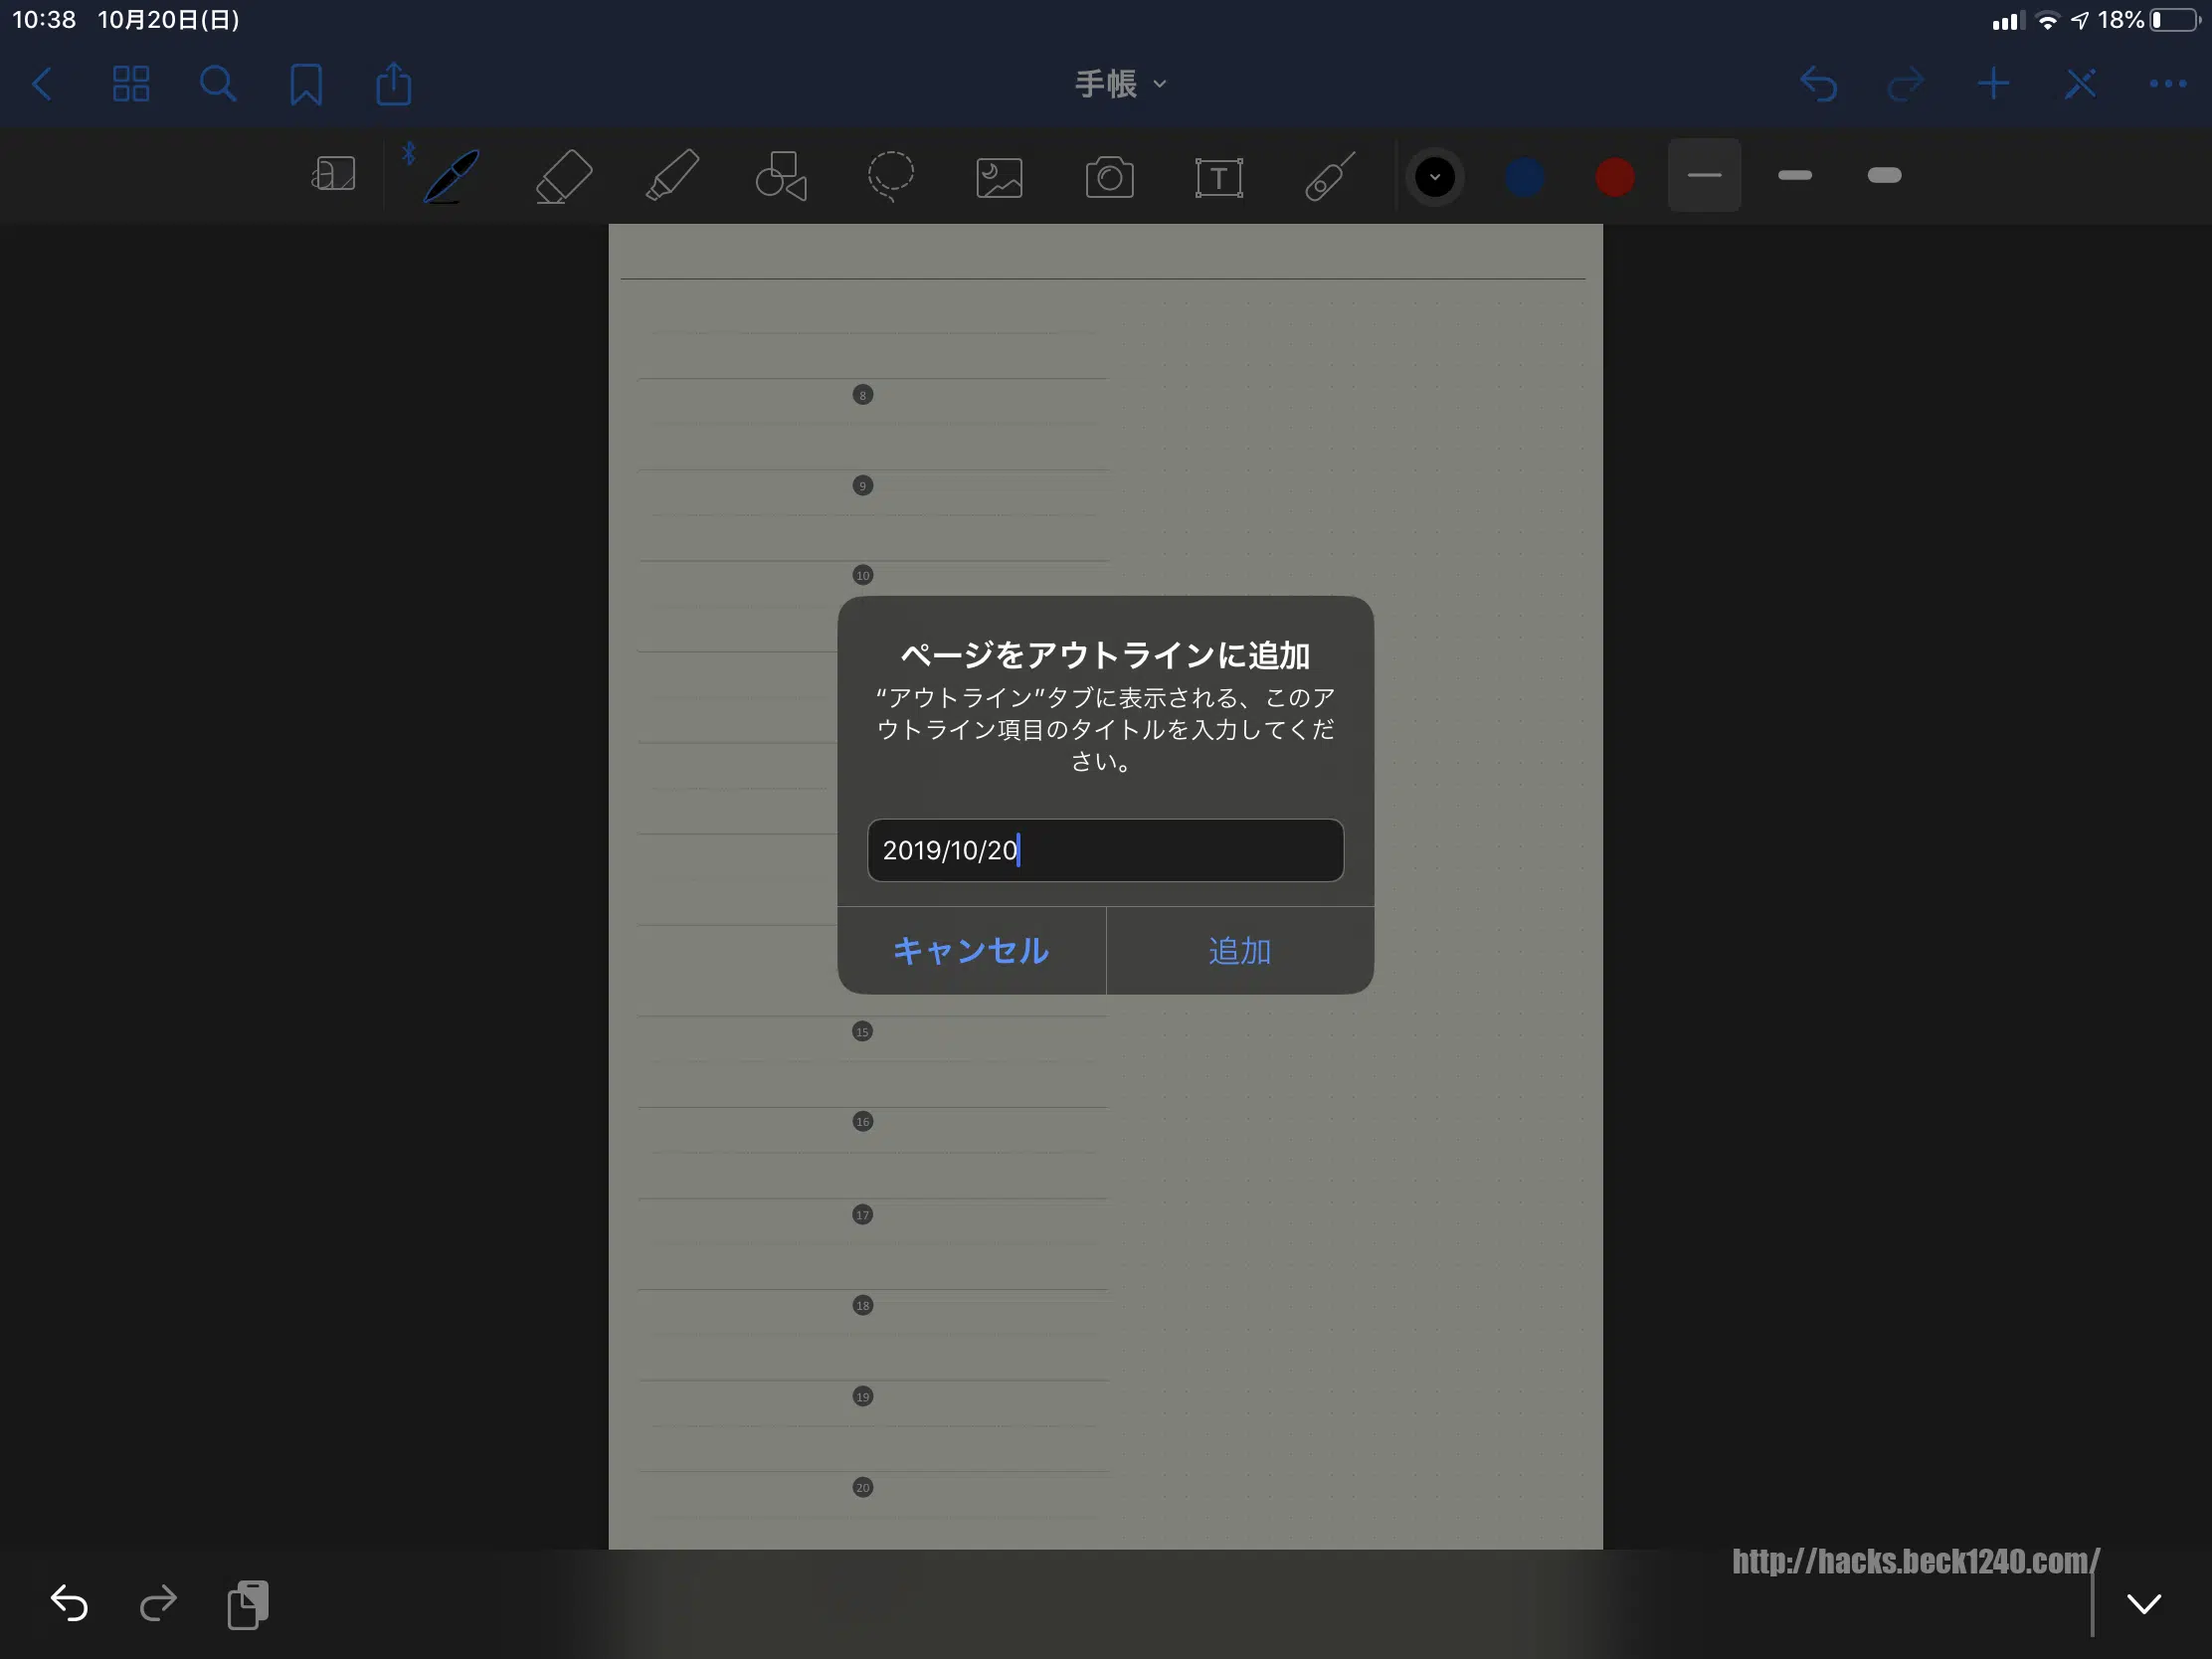 10:38 10月20日(日)
18%
手帳
T
8
9
10
ページをアウトラインに追加
“アウトライン”タブに表示される、このア
ウトライン項目のタイトルを入力してくだ
さい。
2019/10/20
キャンセル 追加
15
16
17
18
19
20
http://hacks.beck1240.com/